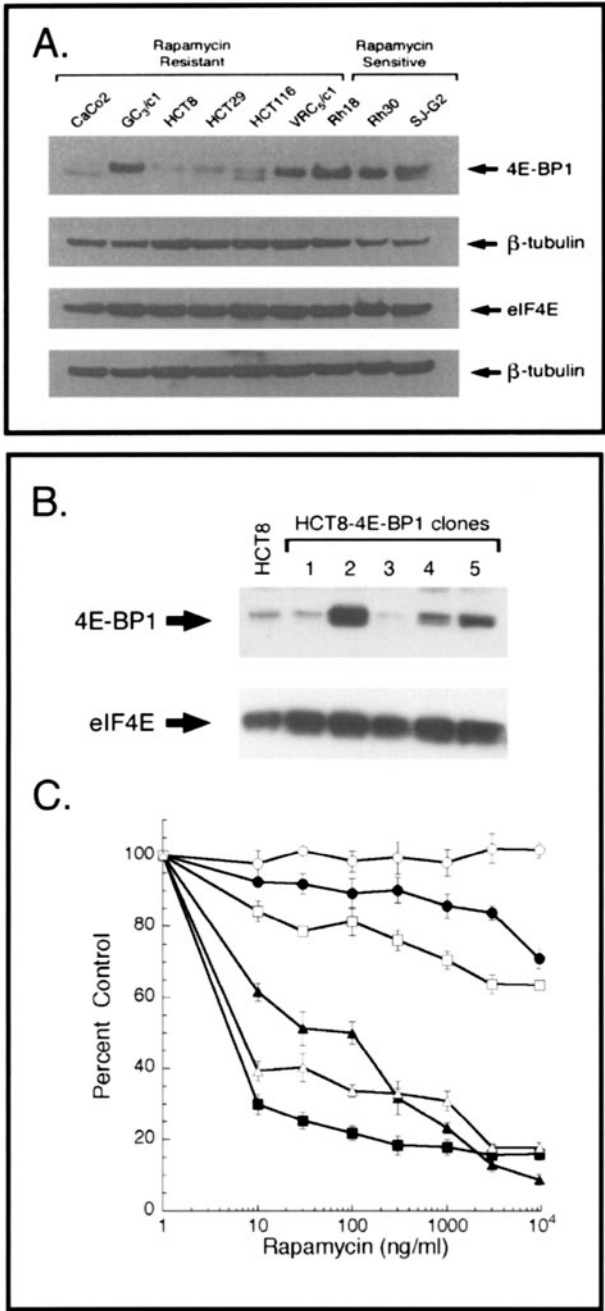 A.
Rapamycin Resistant
Rapamycin Sensitive
CaCo2 GC3/c1 HCT8 HCT29 HCT116 VRC5/c1 Rh18 Rh30 SJ-G2
4E-BP1
β-tubulin
eIF4E
β-tubulin
B.
HCT8
HCT8-4E-BP1 clones
1 2 3 4 5
4E-BP1
eIF4E
C.
Percent Control
100
80
60
40
20
0
1 10 100 1000 10⁴
Rapamycin (ng/ml)